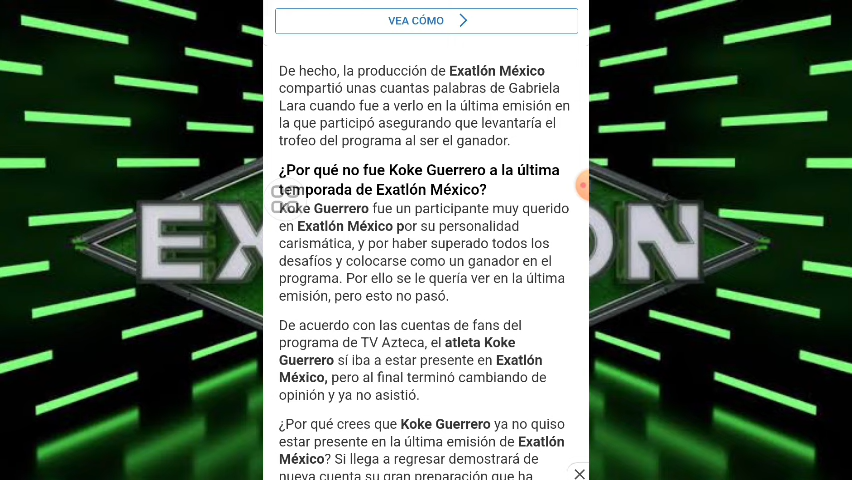 VEA CÓMO
De hecho, la producción de Exatlón México
compartió unas cuantas palabras de Gabriela
Lara cuando fue a verlo en la última emisión en
la que participó asegurando que levantaría el
trofeo del programa al ser el ganador.
¿Por qué no fue Koke Guerrero a la última
temporada de Exatlón México?
Koke Guerrero fue un participante muy querido
en Exatlón México por su personalidad
carismática, y por haber superado todos los
desafíos y colocarse como un ganador en el
programa. Por ello se le quería ver en la última
emisión, pero esto no pasó.
De acuerdo con las cuentas de fans del
programa de TV Azteca, el atleta Koke
Guerrero sí iba a estar presente en Exatlón
México, pero al final terminó cambiando de
opinión y ya no asistió.
¿Por qué crees que Koke Guerrero ya no quiso
estar presente en la última emisión de Exatlón
México? Si llega a regresar demostrará de
nueva cuenta su gran preparación que ha
EX
ON